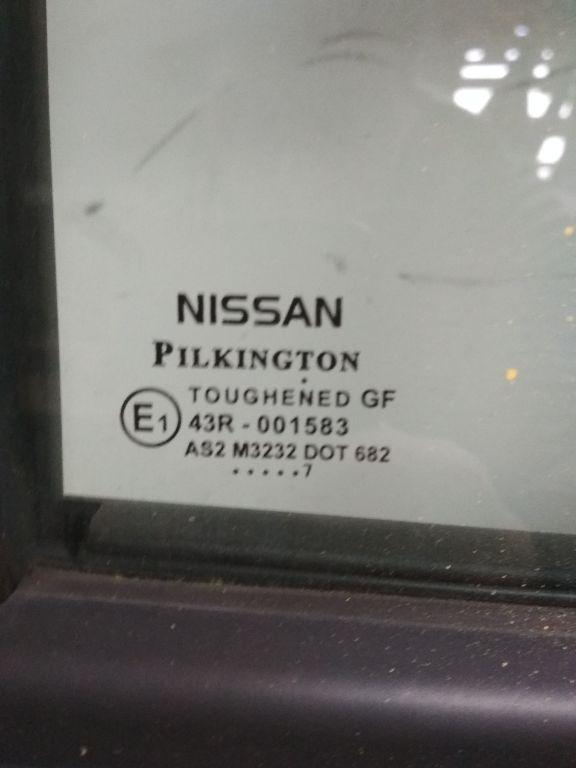 NISSAN
PILKINGTON
TOUGHENED GF
E1 43R - 001583
AS2 M3232 DOT 682
.....7